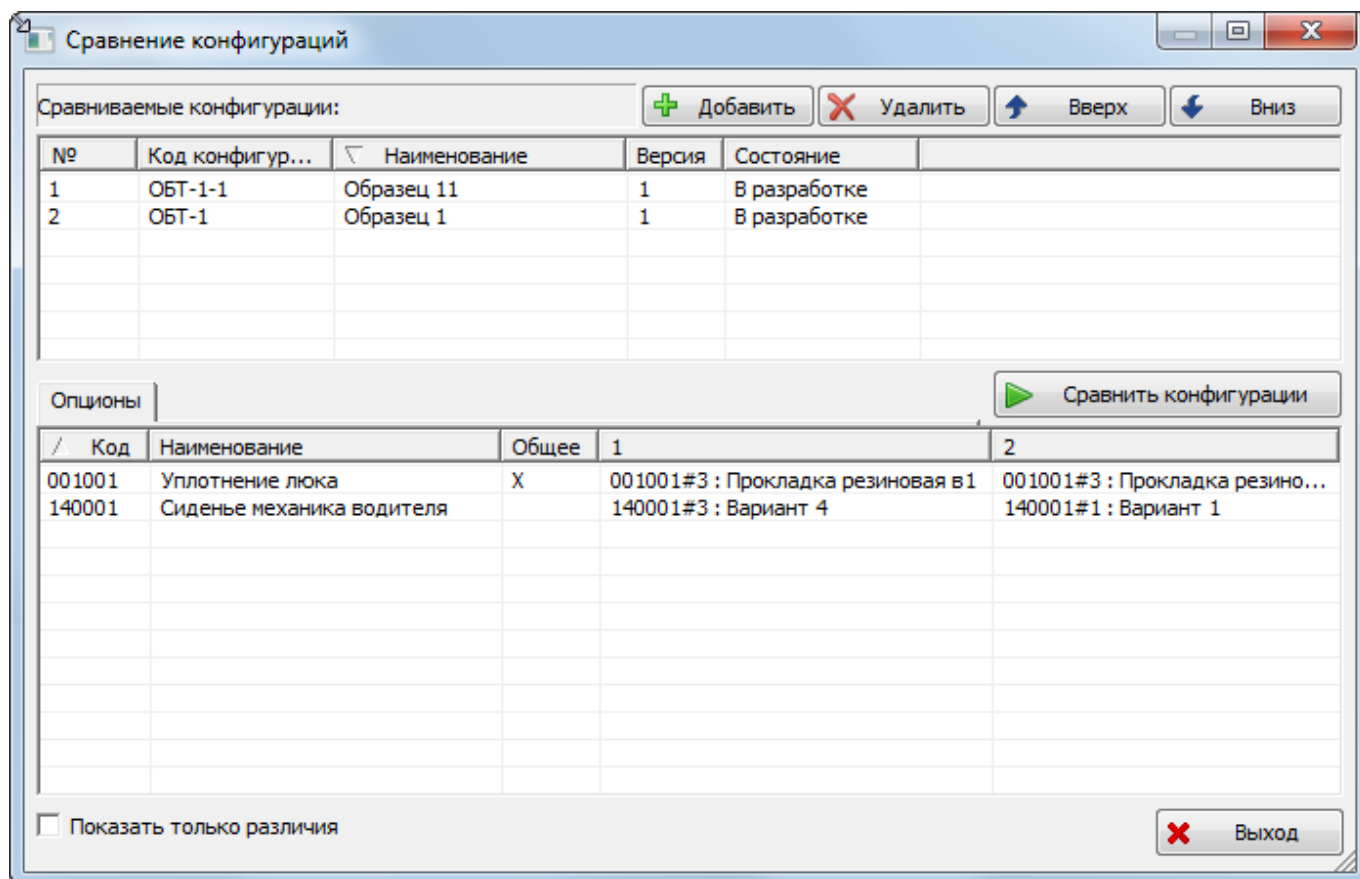 Сравнение конфигураций
Сравниваемые конфигурации: Добавить Удалить Вверх Вниз
№ Код конфигур... Наименование Версия Состояние
1 ОБТ-1-1 Образец 11 1 В разработке
2 ОБТ-1 Образец 1 1 В разработке
Опционы Сравнить конфигурации
Код Наименование Общее 1 2
001001 Уплотнение люка X 001001#3 : Прокладка резиновая в1 001001#3 : Прокладка резино...
140001 Сиденье механика водителя 140001#3 : Вариант 4 140001#1 : Вариант 1
Показать только различия Выход